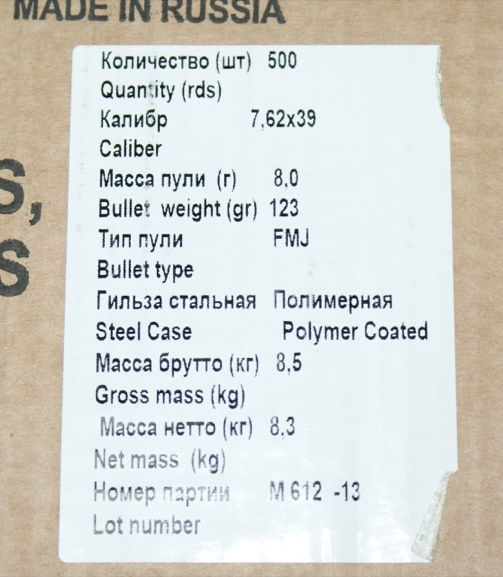 MADE IN RUSSIA
Количество (шт) 500
Quantity (rds)
Калибр 7,62x39
Caliber
Масса пули (г) 8,0
Bullet weight (gr) 123
Тип пули FMJ
Bullet type
Гильза стальная Полимерная
Steel Case Polymer Coated
Масса брутто (кг) 8,5
Gross mass (kg)
Масса нетто (кг) 8,3
Net mass (kg)
Номер партии М 612 -13
Lot number
S,
S